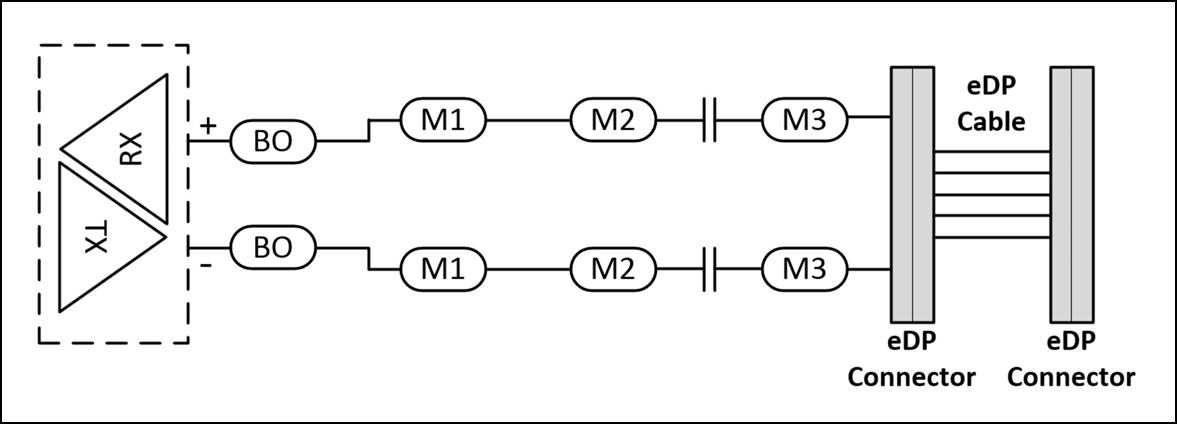 RX
TX
+
BO
M1
M2
M3
-
BO
M1
M2
M3
eDP
Cable
eDP
Connector
eDP
Connector